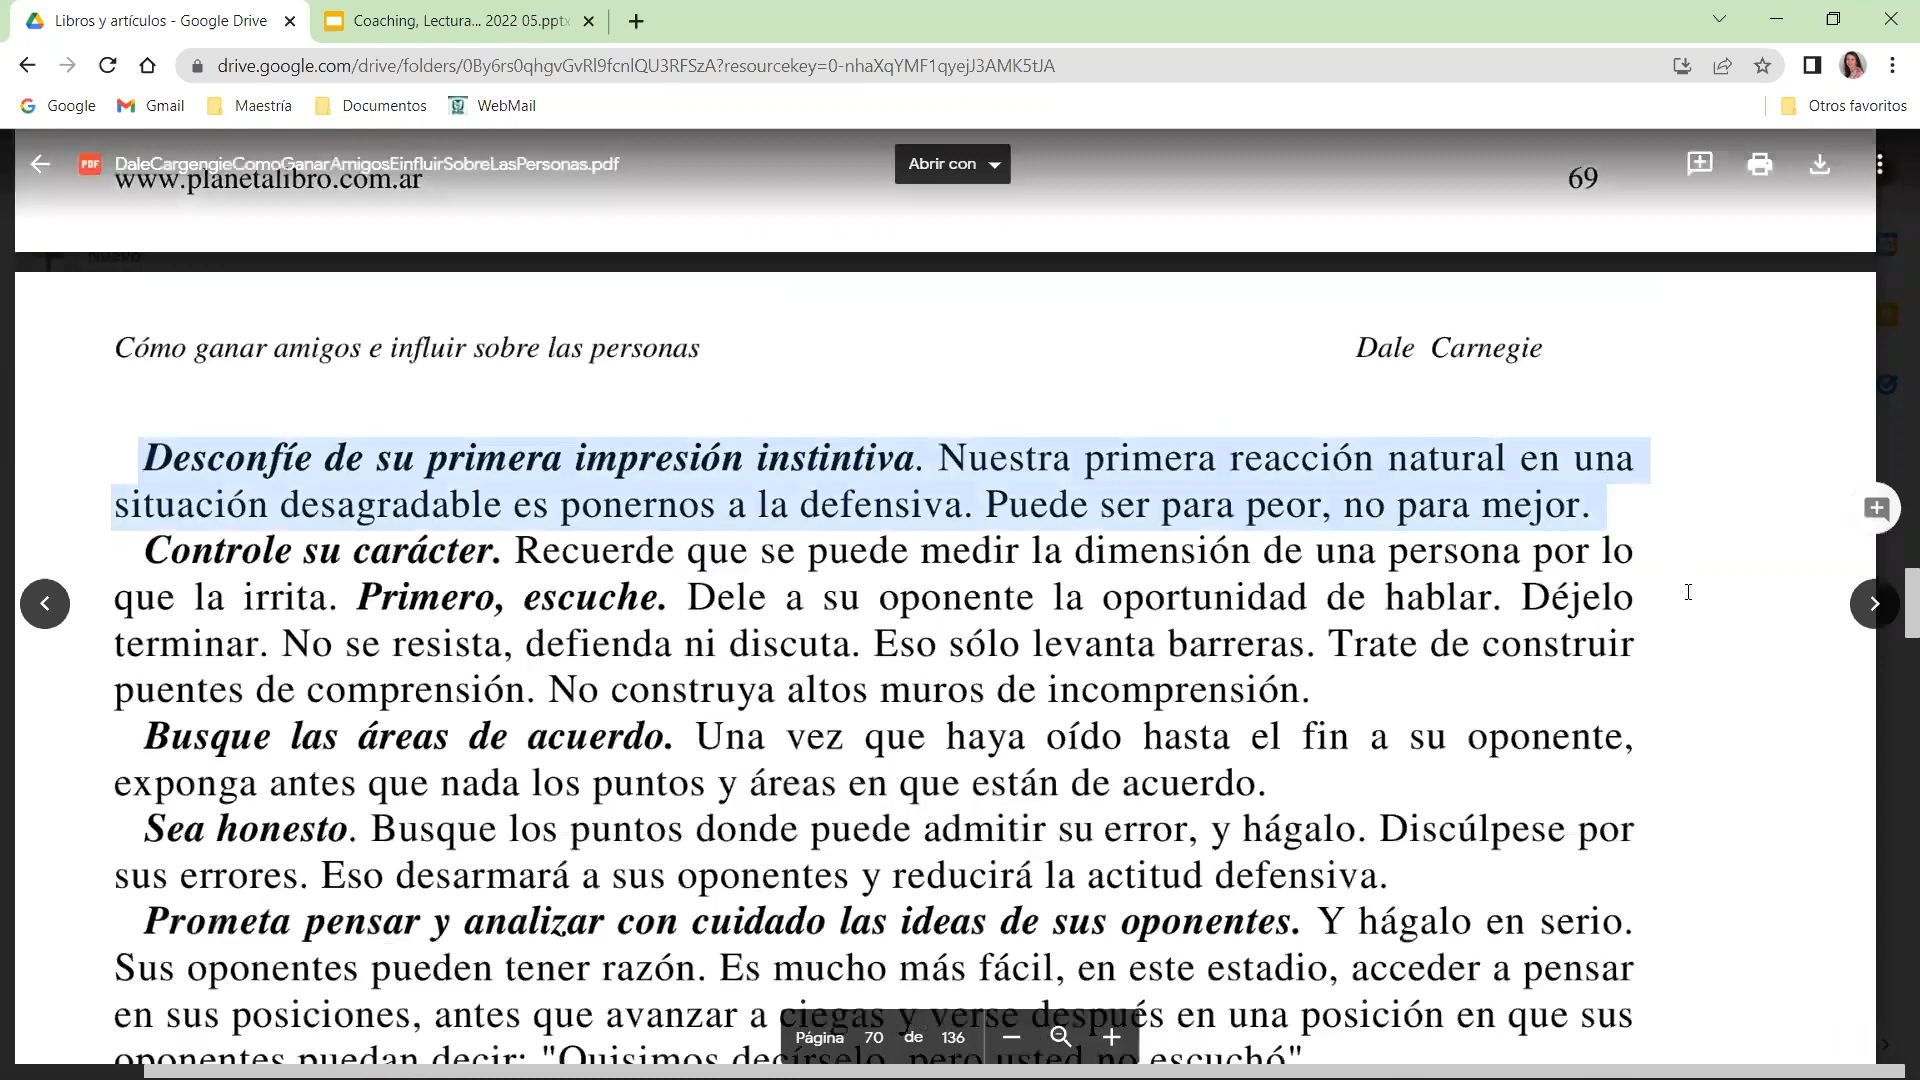 Libros y artículos - Google Drive
Coaching, Lectura... 2022 05.pptx
drive.google.com/drive/folders/0By6rs0qhgvGvRl9fcnlQU3RFSzA?resourcekey=0-nhaXqYMF1qyejJ3AMK5tJA
Google Gmail Maestría Documentos WebMail Otros favoritos
PDF DaleCargengieComoGanarAmigosEinfluirSobreLasPersonas.pdf Abrir con
www.planetalibro.com.ar 69
Nuevo
Cómo ganar amigos e influir sobre las personas Dale Carnegie
Desconfíe de su primera impresión instintiva. Nuestra primera reacción natural en una
situación desagradable es ponernos a la defensiva. Puede ser para peor, no para mejor.
Controle su carácter. Recuerde que se puede medir la dimensión de una persona por lo
que la irrita. Primero, escuche. Dele a su oponente la oportunidad de hablar. Déjelo
terminar. No se resista, defienda ni discuta. Eso sólo levanta barreras. Trate de construir
puentes de comprensión. No construya altos muros de incomprensión.
Busque las áreas de acuerdo. Una vez que haya oído hasta el fin a su oponente,
exponga antes que nada los puntos y áreas en que están de acuerdo.
Sea honesto. Busque los puntos donde puede admitir su error, y hágalo. Discúlpese por
sus errores. Eso desarmará a sus oponentes y reducirá la actitud defensiva.
Prometa pensar y analizar con cuidado las ideas de sus oponentes. Y hágalo en serio.
Sus oponentes pueden tener razón. Es mucho más fácil, en este estadio, acceder a pensar
en sus posiciones, antes que avanzar a ciegas y verse después en una posición en que sus
oponentes puedan decir: "Quisimos decírselo, pero usted no escuchó"
Página 70 de 136